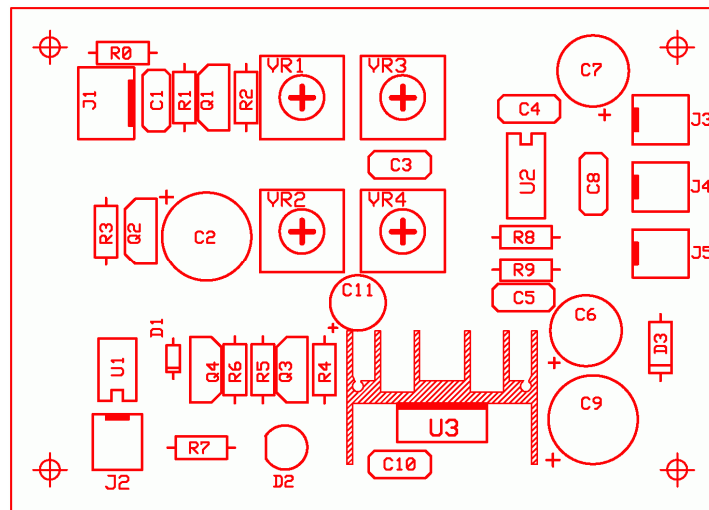 R0
VR1
VR3
C7
J1
C1
R1
Q1
R2
C4
+
J3
C3
U2
C8
J4
+
VR2
VR4
R3
Q2
C2
R8
J5
R9
C11
C5
+
D1
C6
D3
U1
Q4
R6
R5
Q3
R4
+
C9
U3
R7
J2
D2
C10
+